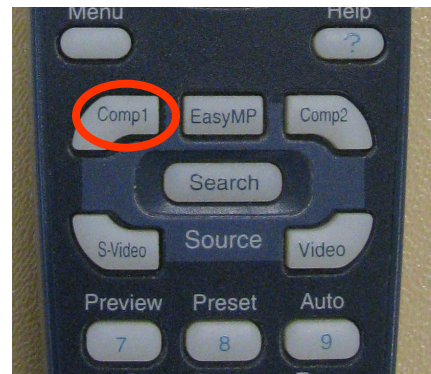 Menu Help
?
Comp1 EasyMP Comp2
Search
S-Video Source Video
Preview Preset Auto
7 8 9